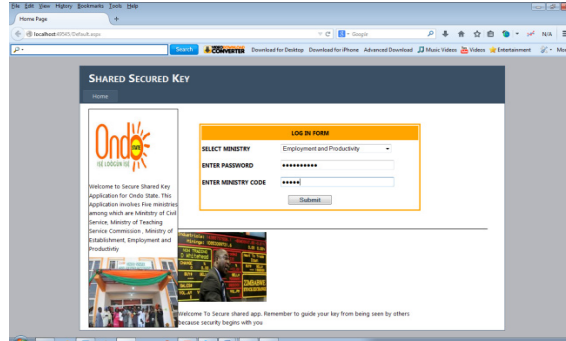 File Edit View History Bookmarks Tools Help
Home Page
localhost:40545/Default.aspx
Google
N/A
Search
CONVERTER
Download for Desktop Download for iPhone Advanced Download Music Videos Videos Entertainment
SHARED SECURED KEY
Home
Ondo
STATE
LOG IN FORM
SELECT MINISTRY Employment and Productivity
ENTER PASSWORD
ENTER MINISTRY CODE
Submit
Welcome to Secure Shared Key
Application for Ondo State. This
Application involves Five ministries
among which are Ministry of Civil
Service, Ministry of Teaching
Service Commission , Ministry of
Establishment, Employment and
Productivity
ZIMBABWE
Welcome To Secure shared app. Remember to guide your key from being seen by others
because security begins with you